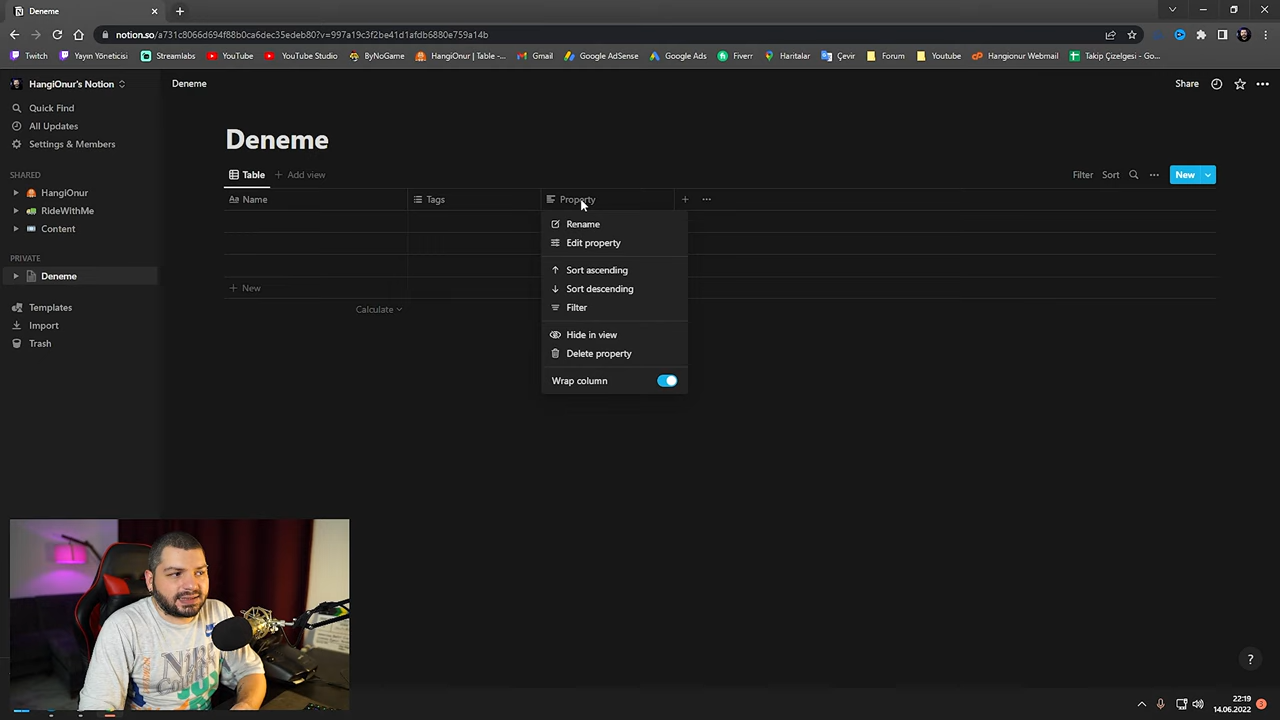 Deneme
notion.so/a731c8066d694f88b0ca6dec35edeb80?v=997a19c3f2be41d1afdb6880e759a14b
Twitch Yayın Yöneticisi Streamlabs YouTube YouTube Studio ByNoGame HangiOnur | Table -... Gmail Google AdSense Google Ads Fiverr Haritalar Çevir Forum Youtube Hangionur Webmail Takip Çizelgesi - Go...
HangiOnur's Notion
Deneme
Share
Quick Find
All Updates
Settings & Members
SHARED
HangiOnur
RideWithMe
Content
PRIVATE
Deneme
Templates
Import
Trash
Deneme
Table
+ Add view
Filter Sort
New
Aa Name
Tags
Property
+ New
Calculate
Rename
Edit property
Sort ascending
Sort descending
Filter
Hide in view
Delete property
Wrap column
?
22:19
14.06.2022
3